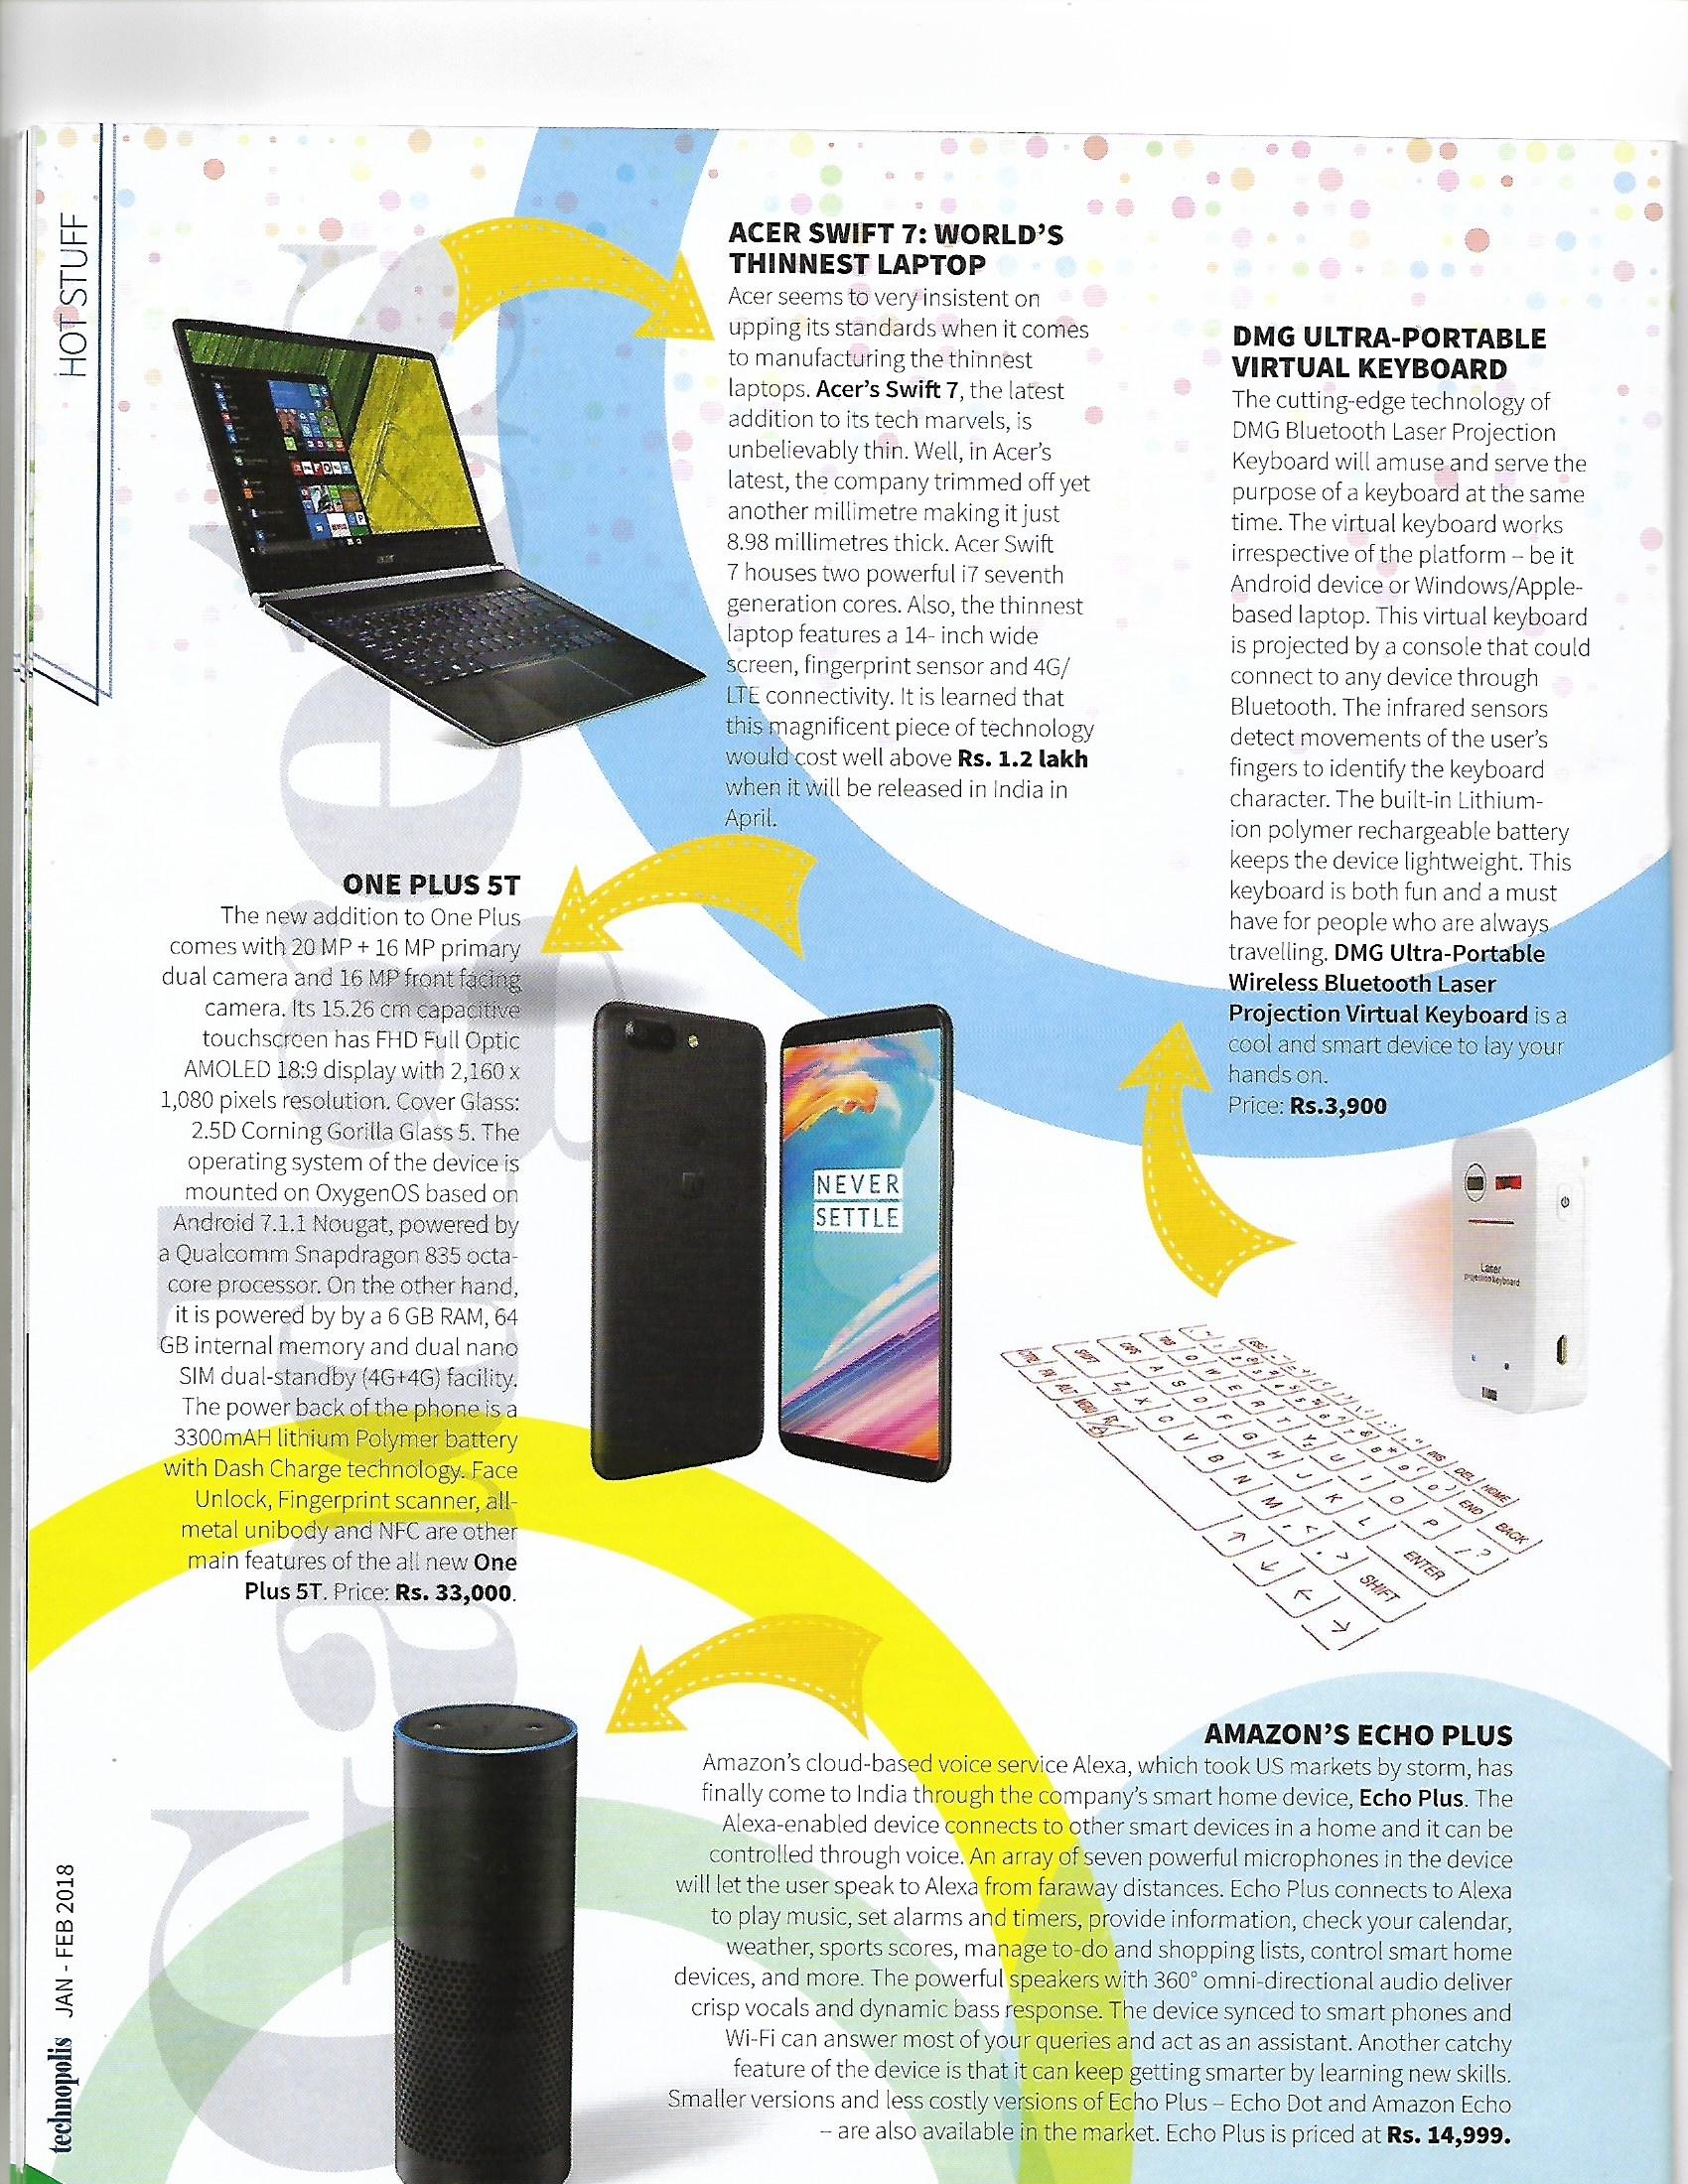 HOT STUFF
Gadgets
ACER SWIFT 7: WORLD'S
THINNEST LAPTOP
Acer seems to very insistent on
upping its standards when it comes
to manufacturing the thinnest
laptops. Acer's Swift 7, the latest
addition to its tech marvels, is
unbelievably thin. Well, in Acer's
latest, the company trimmed off yet
another millimetre making it just
8.98 millimetres thick. Acer Swift
7 houses two powerful i7 seventh
generation cores. Also, the thinnest
laptop features a 14- inch wide
screen, fingerprint sensor and 4G/
LTE connectivity. It is learned that
this magnificent piece of technology
would cost well above Rs. 1.2 lakh
when it will be released in India in
April.
DMG ULTRA-PORTABLE
VIRTUAL KEYBOARD
The cutting-edge technology of
DMG Bluetooth Laser Projection
Keyboard will amuse and serve the
purpose of a keyboard at the same
time. The virtual keyboard works
irrespective of the platform – be it
Android device or Windows/Apple-
based laptop. This virtual keyboard
is projected by a console that could
connect to any device through
Bluetooth. The infrared sensors
detect movements of the user's
fingers to identify the keyboard
character. The built-in Lithium-
ion polymer rechargeable battery
keeps the device lightweight. This
keyboard is both fun and a must
have for people who are always
travelling. DMG Ultra-Portable
Wireless Bluetooth Laser
Projection Virtual Keyboard is a
cool and smart device to lay your
hands on.
Price: Rs.3,900
ONE PLUS 5T
The new addition to One Plus
comes with 20 MP + 16 MP primary
dual camera and 16 MP front facing
camera. Its 15.26 cm capacitive
touchscreen has FHD Full Optic
AMOLED 18:9 display with 2,160 x
1,080 pixels resolution. Cover Glass:
2.5D Corning Gorilla Glass 5. The
operating system of the device is
mounted on OxygenOS based on
Android 7.1.1 Nougat, powered by
a Qualcomm Snapdragon 835 octa-
core processor. On the other hand,
it is powered by by a 6 GB RAM, 64
GB internal memory and dual nano
SIM dual-standby (4G+4G) facility.
The power back of the phone is a
3300mAH lithium Polymer battery
with Dash Charge technology. Face
Unlock, Fingerprint scanner, all-
metal unibody and NFC are other
main features of the all new One
Plus 5T. Price: Rs. 33,000.
NEVER
SETTLE
Laser
projection keyboard
HOME
DEL
END
BACK
ENTER
SHIFT
AMAZON'S ECHO PLUS
Amazon's cloud-based voice service Alexa, which took US markets by storm, has
finally come to India through the company's smart home device, Echo Plus. The
Alexa-enabled device connects to other smart devices in a home and it can be
controlled through voice. An array of seven powerful microphones in the device
will let the user speak to Alexa from faraway distances. Echo Plus connects to Alexa
to play music, set alarms and timers, provide information, check your calendar,
weather, sports scores, manage to-do and shopping lists, control smart home
devices, and more. The powerful speakers with 360° omni-directional audio deliver
crisp vocals and dynamic bass response. The device synced to smart phones and
Wi-Fi can answer most of your queries and act as an assistant. Another catchy
feature of the device is that it can keep getting smarter by learning new skills.
Smaller versions and less costly versions of Echo Plus – Echo Dot and Amazon Echo
– are also available in the market. Echo Plus is priced at Rs. 14,999.
technopolis JAN - FEB 2018